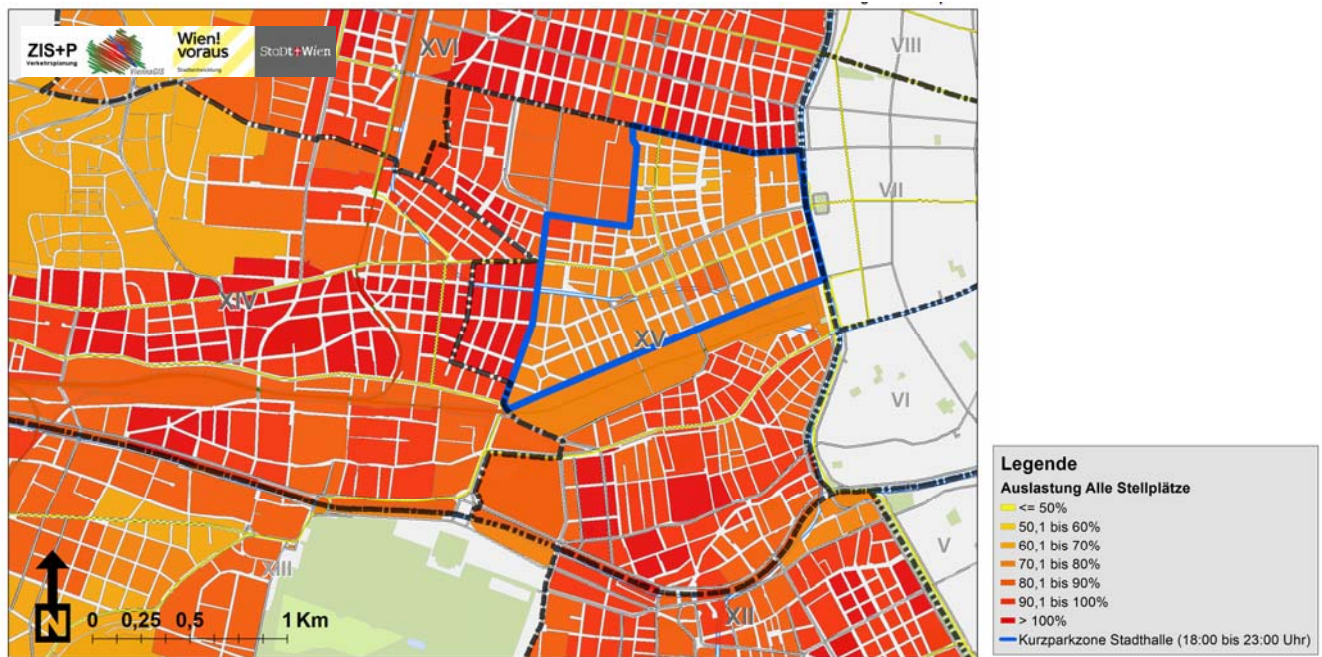 ZIS+P
Verkehrsplanung
ViennaGIS
Wien!
voraus
Stadtentwicklung
StaDt Wien
XVI
VIII
VII
XIV
XV
VI
V
XIII
XII
N
0 0,25 0,5 1 Km
Legende
Auslastung Alle Stellplätze
<= 50%
50,1 bis 60%
60,1 bis 70%
70,1 bis 80%
80,1 bis 90%
90,1 bis 100%
> 100%
Kurzparkzone Stadthalle (18:00 bis 23:00 Uhr)